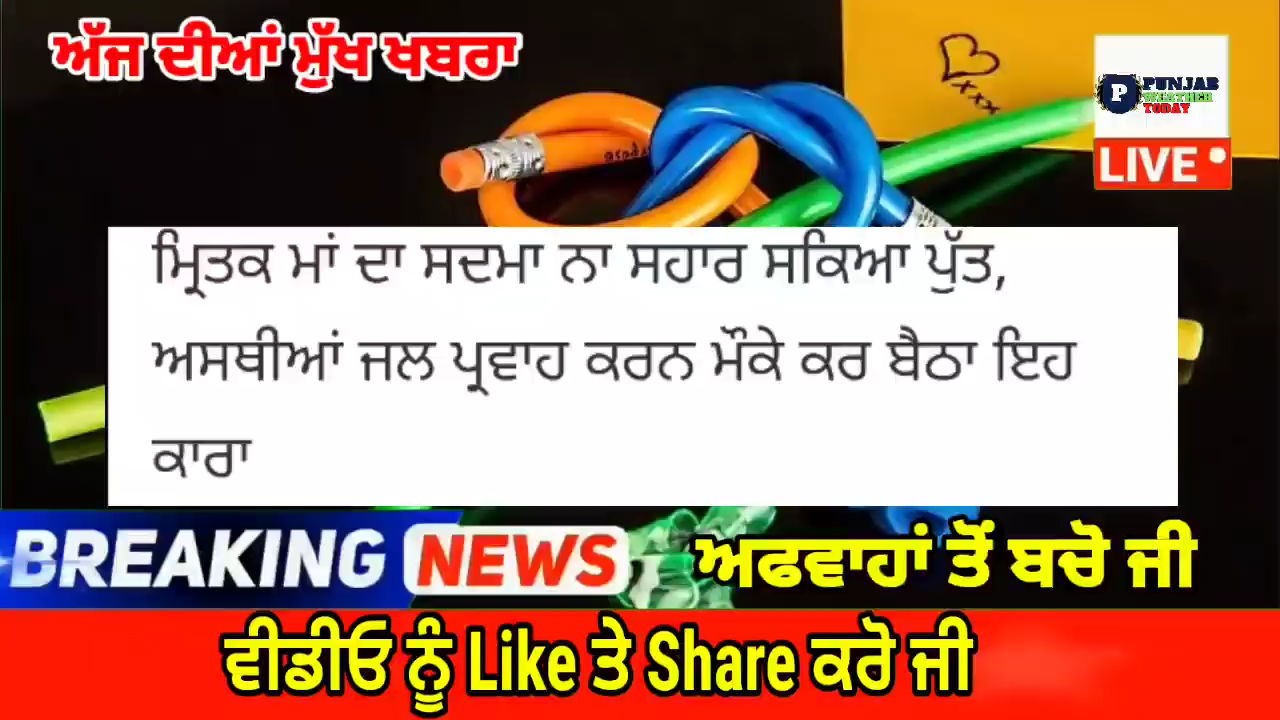 ਅੱਜ ਦੀਆਂ ਮੁੱਖ ਖਬਰਾ
xxx
P PUNJAB
WEATHER
TODAY
LIVE
ਮ੍ਰਿਤਕ ਮਾਂ ਦਾ ਸਦਮਾ ਨਾ ਸਹਾਰ ਸਕਿਆ ਪੁੱਤ,
ਅਸਥੀਆਂ ਜਲ ਪ੍ਰਵਾਹ ਕਰਨ ਮੌਕੇ ਕਰ ਬੈਠਾ ਇਹ
ਕਾਰਾ
BREAKING NEWS
ਅਫਵਾਹਾਂ ਤੋਂ ਬਚੋ ਜੀ
ਵੀਡੀਓ ਨੂੰ Like ਤੇ Share ਕਰੋ ਜੀ